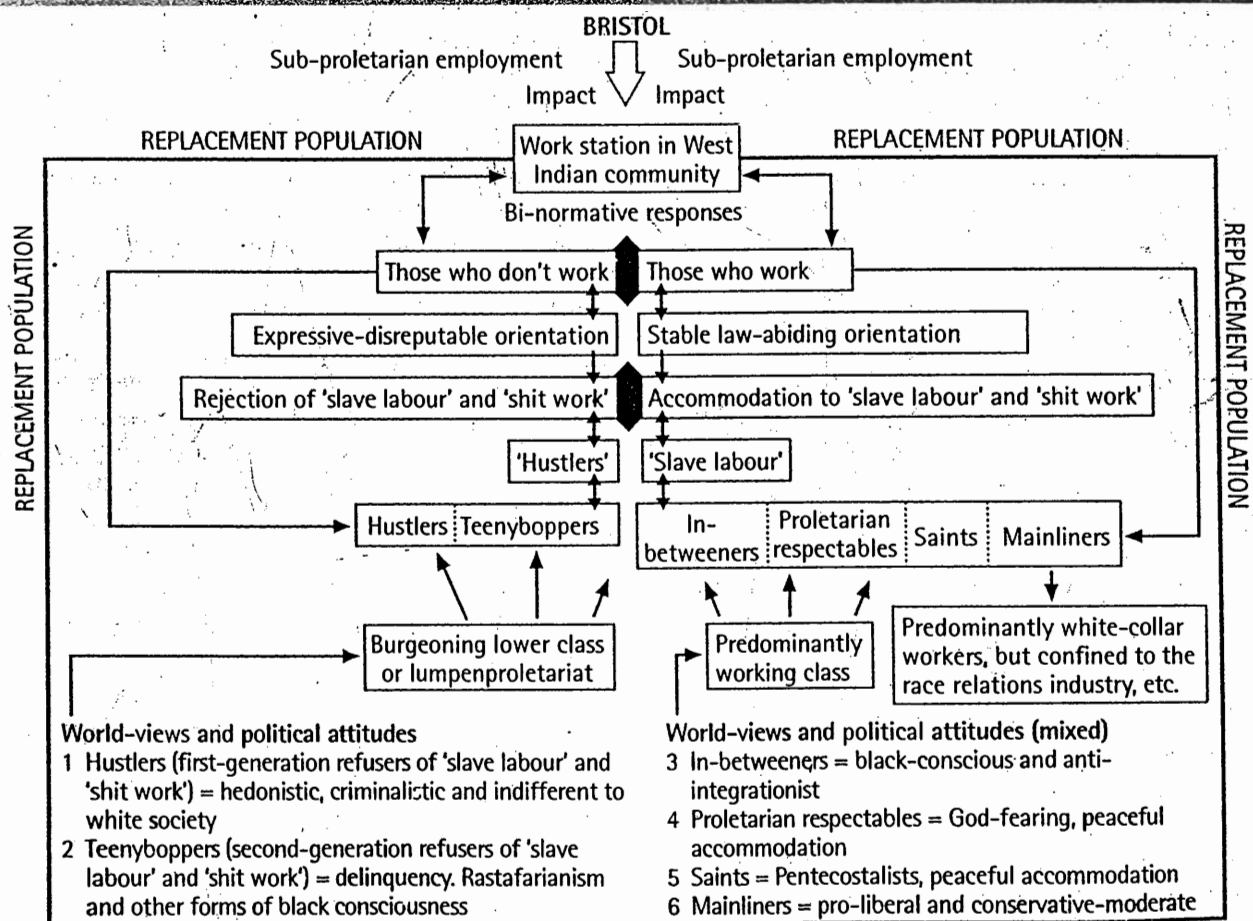 BRISTOL
Sub-proletarian employment
Sub-proletarian employment
Impact
Impact
REPLACEMENT POPULATION
REPLACEMENT POPULATION
Work station in West
Indian community
Bi-normative responses
REPLACEMENT POPULATION
REPLACEMENT POPULATION
Those who don't work
Those who work
Expressive-disreputable orientation
Stable law-abiding orientation
Rejection of 'slave labour' and 'shit work'
Accommodation to 'slave labour' and 'shit work'
'Hustlers'
'Slave labour'
Hustlers
Teenyboppers
In-
betweeners
Proletarian
respectables
Saints
Mainliners
Burgeoning lower class
or lumpenproletariat
Predominantly
working class
Predominantly white-collar
workers, but confined to the
race relations industry, etc.
World-views and political attitudes
1 Hustlers (first-generation refusers of 'slave labour' and
'shit work') = hedonistic, criminalistic and indifferent to
white society
2 Teenyboppers (second-generation refusers of 'slave
labour' and 'shit work') = delinquency. Rastafarianism
and other forms of black consciousness
World-views and political attitudes (mixed)
3 In-betweeners = black-conscious and anti-
integrationist
4 Proletarian respectables = God-fearing, peaceful
accommodation
5 Saints = Pentecostalists, peaceful accommodation
6 Mainliners = pro-liberal and conservative-moderate